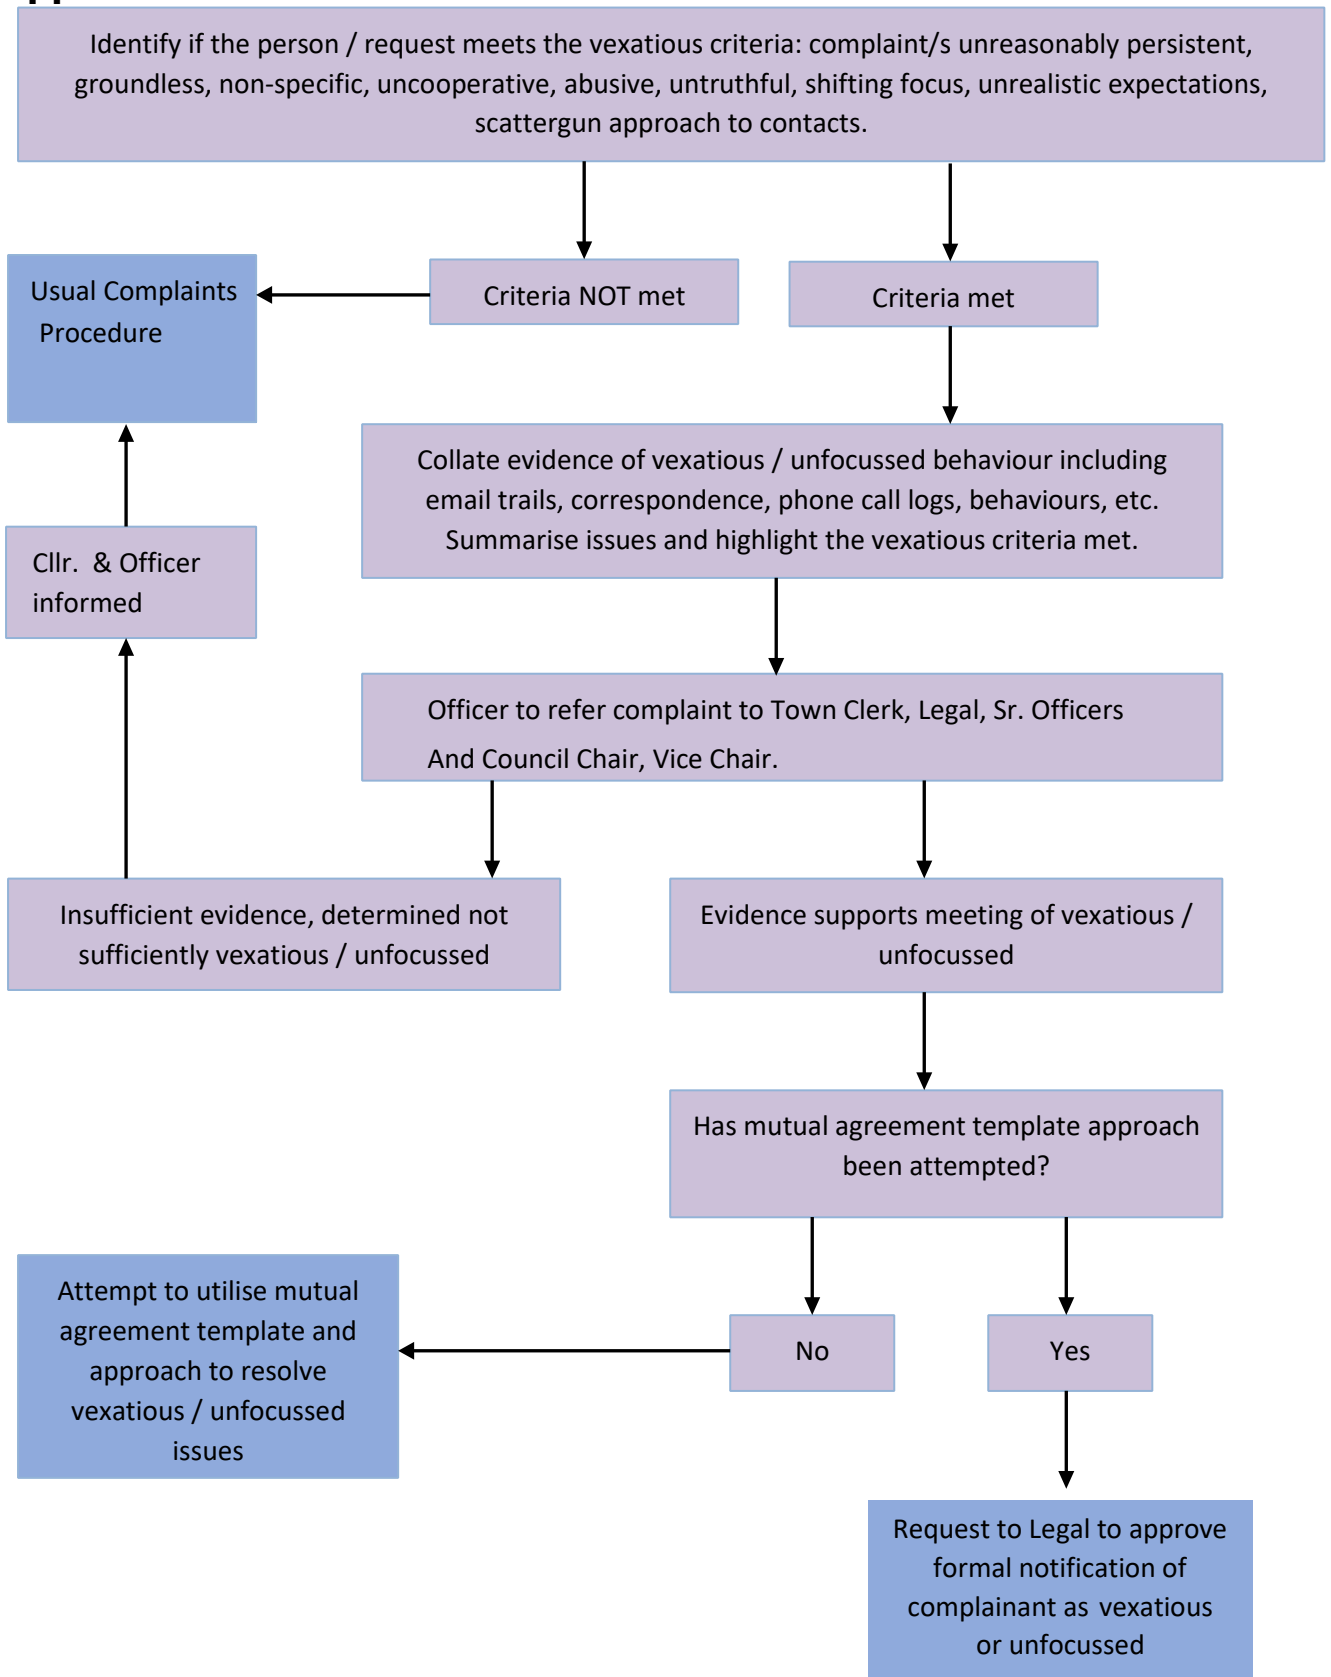 Identify if the person / request meets the vexatious criteria: complaint/s unreasonably persistent,
groundless, non-specific, uncooperative, abusive, untruthful, shifting focus, unrealistic expectations,
scattergun approach to contacts.
Usual Complaints
Procedure
Criteria NOT met
Criteria met
Collate evidence of vexatious / unfocussed behaviour including
email trails, correspondence, phone call logs, behaviours, etc.
Summarise issues and highlight the vexatious criteria met.
Cllr. & Officer
informed
Officer to refer complaint to Town Clerk, Legal, Sr. Officers
And Council Chair, Vice Chair.
Insufficient evidence, determined not
sufficiently vexatious / unfocussed
Evidence supports meeting of vexatious /
unfocussed
Has mutual agreement template approach
been attempted?
Attempt to utilise mutual
agreement template and
approach to resolve
vexatious / unfocussed
issues
No
Yes
Request to Legal to approve
formal notification of
complainant as vexatious
or unfocussed